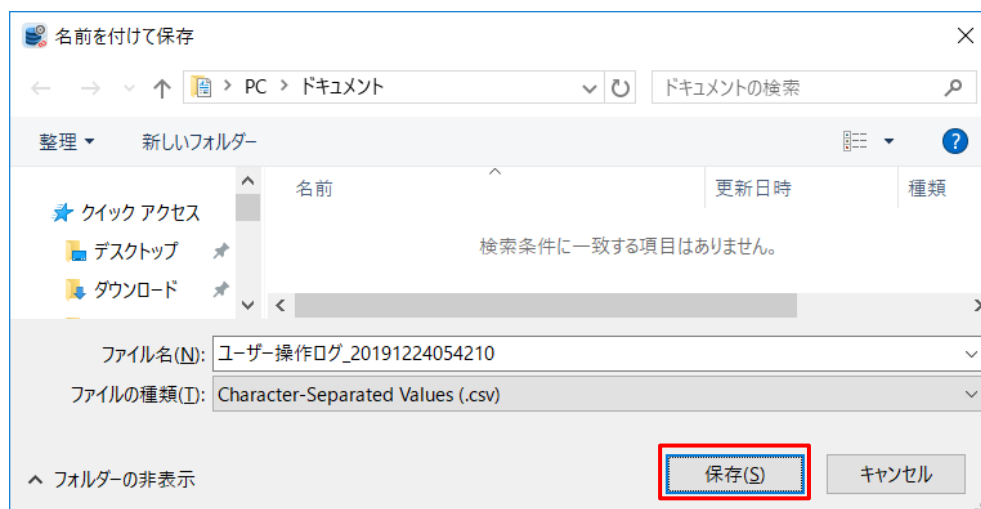 名前を付けて保存
PC > ドキュメント
ドキュメントの検索
整理
新しいフォルダー
?
名前
更新日時
種類
クイック アクセス
検索条件に一致する項目はありません。
デスクトップ
ダウンロード
ファイル名(N): ユーザー操作ログ_20191224054210
ファイルの種類(T): Character-Separated Values (.csv)
フォルダーの非表示
保存(S)
キャンセル